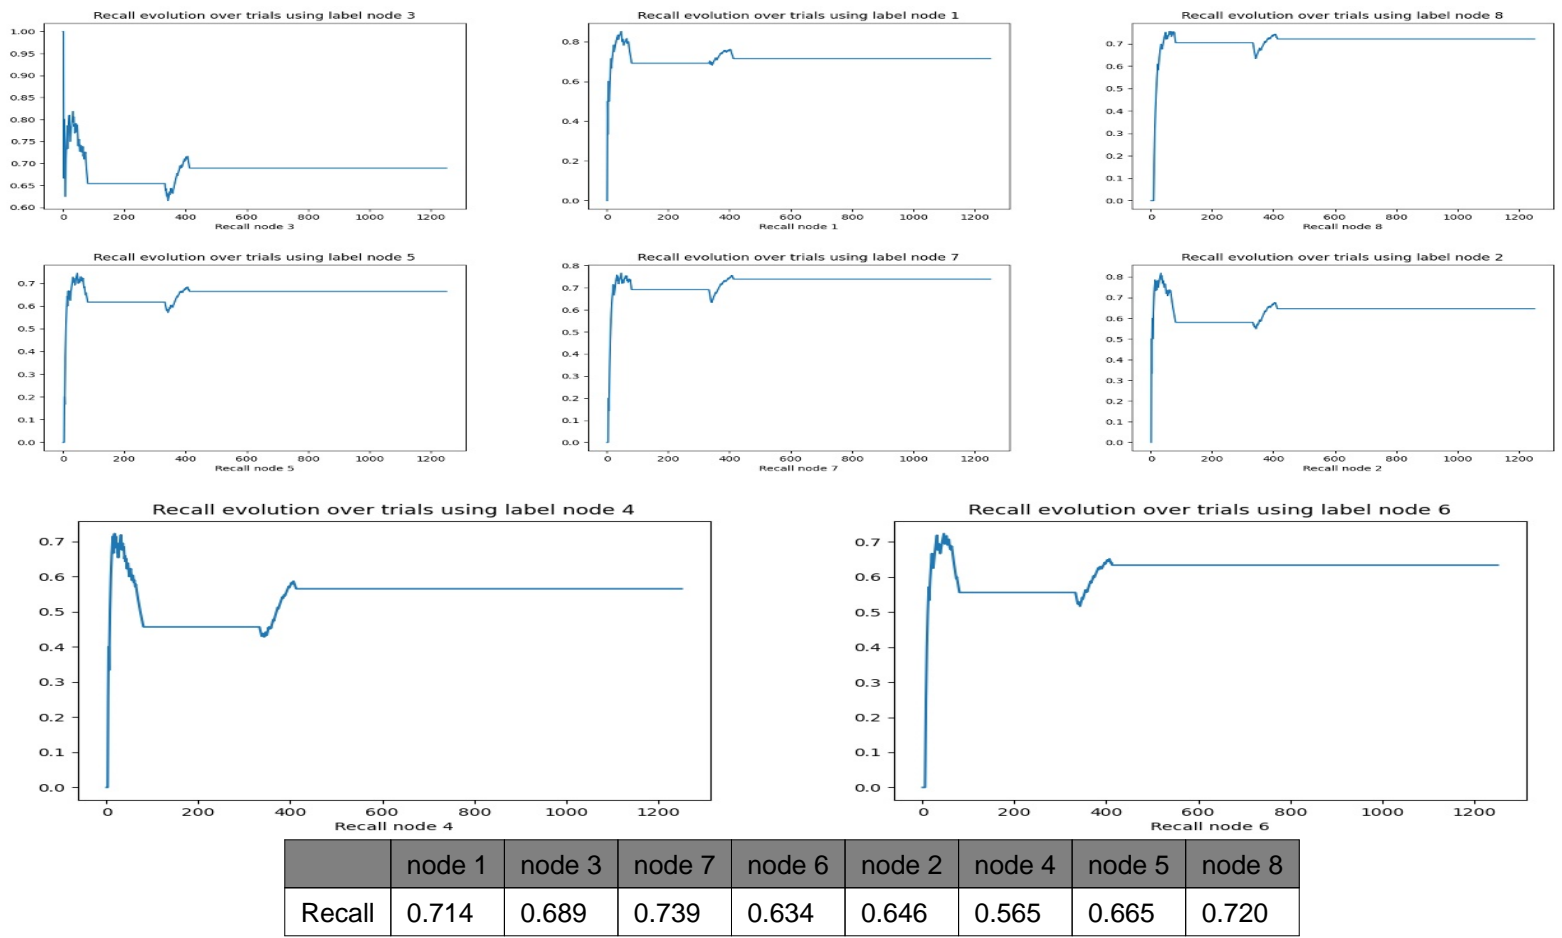 Recall evolution over trials using label node 3
1.00
0.95
0.90
0.85
0.80
0.75
0.70
0.65
0.60
0 200 400 600 800 1000 1200
Recall node 3
Recall evolution over trials using label node 1
0.8
0.6
0.4
0.2
0.0
0 200 400 600 800 1000 1200
Recall node 1
Recall evolution over trials using label node 8
0.7
0.6
0.5
0.4
0.3
0.2
0.1
0.0
0 200 400 600 800 1000 1200
Recall node 8
Recall evolution over trials using label node 5
0.7
0.6
0.5
0.4
0.3
0.2
0.1
0.0
0 200 400 600 800 1000 1200
Recall node 5
Recall evolution over trials using label node 7
0.8
0.7
0.6
0.5
0.4
0.3
0.2
0.1
0.0
0 200 400 600 800 1000 1200
Recall node 7
Recall evolution over trials using label node 2
0.8
0.7
0.6
0.5
0.4
0.3
0.2
0.1
0.0
0 200 400 600 800 1000 1200
Recall node 2
Recall evolution over trials using label node 4
0.7
0.6
0.5
0.4
0.3
0.2
0.1
0.0
0 200 400 600 800 1000 1200
Recall node 4
Recall evolution over trials using label node 6
0.7
0.6
0.5
0.4
0.3
0.2
0.1
0.0
0 200 400 600 800 1000 1200
Recall node 6
node 1 node 3 node 7 node 6 node 2 node 4 node 5 node 8
Recall 0.714 0.689 0.739 0.634 0.646 0.565 0.665 0.720